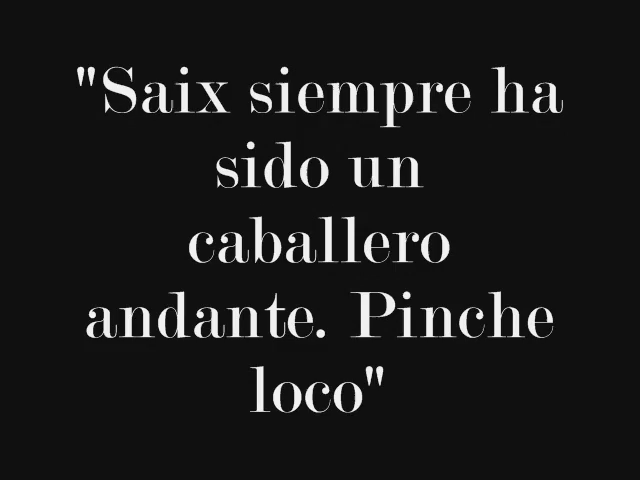 "Saix siempre ha
sido un
caballero
andante. Pinche
loco"